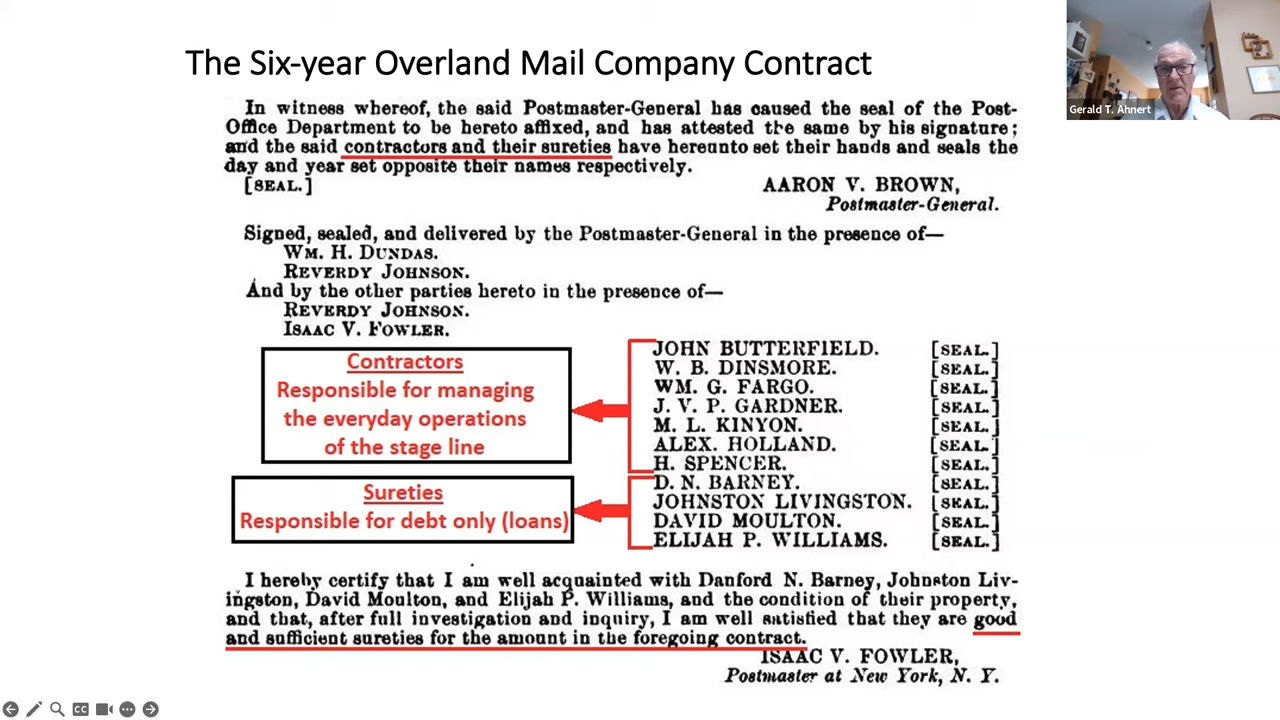 The Six-year Overland Mail Company Contract
Gerald T. Ahnert
In witness whereof, the said Postmaster-General has caused the seal of the Post-
Office Department to be hereto affixed, and has attested the same by his signature;
and the said contractors and their sureties have hereunto set their hands and seals the
day and year set opposite their names respectively.
[SEAL.] AARON V. BROWN,
Postmaster-General.
Signed, sealed, and delivered by the Postmaster-General in the presence of—
WM. H. DUNDAS.
REVERDY JOHNSON.
And by the other parties hereto in the presence of—
REVERDY JOHNSON.
ISAAC V. FOWLER.
Contractors
Responsible for managing
the everyday operations
of the stage line
Sureties
Responsible for debt only (loans)
JOHN BUTTERFIELD. [SEAL.]
W. B. DINSMORE. [SEAL.]
WM. G. FARGO. [SEAL.]
J. V. P. GARDNER. [SEAL.]
M. L. KINYON. [SEAL.]
ALEX. HOLLAND. [SEAL.]
H. SPENCER. [SEAL.]
D. N. BARNEY. [SEAL.]
JOHNSTON LIVINGSTON. [SEAL.]
DAVID MOULTON. [SEAL.]
ELIJAH P. WILLIAMS. [SEAL.]
I hereby certify that I am well acquainted with Danford N. Barney, Johnston Liv-
ingston, David Moulton, and Elijah P. Williams, and the condition of their property,
and that, after full investigation and inquiry, I am well satisfied that they are good
and sufficient sureties for the amount in the foregoing contract.
ISAAC V. FOWLER,
Postmaster at New York, N. Y.
CC